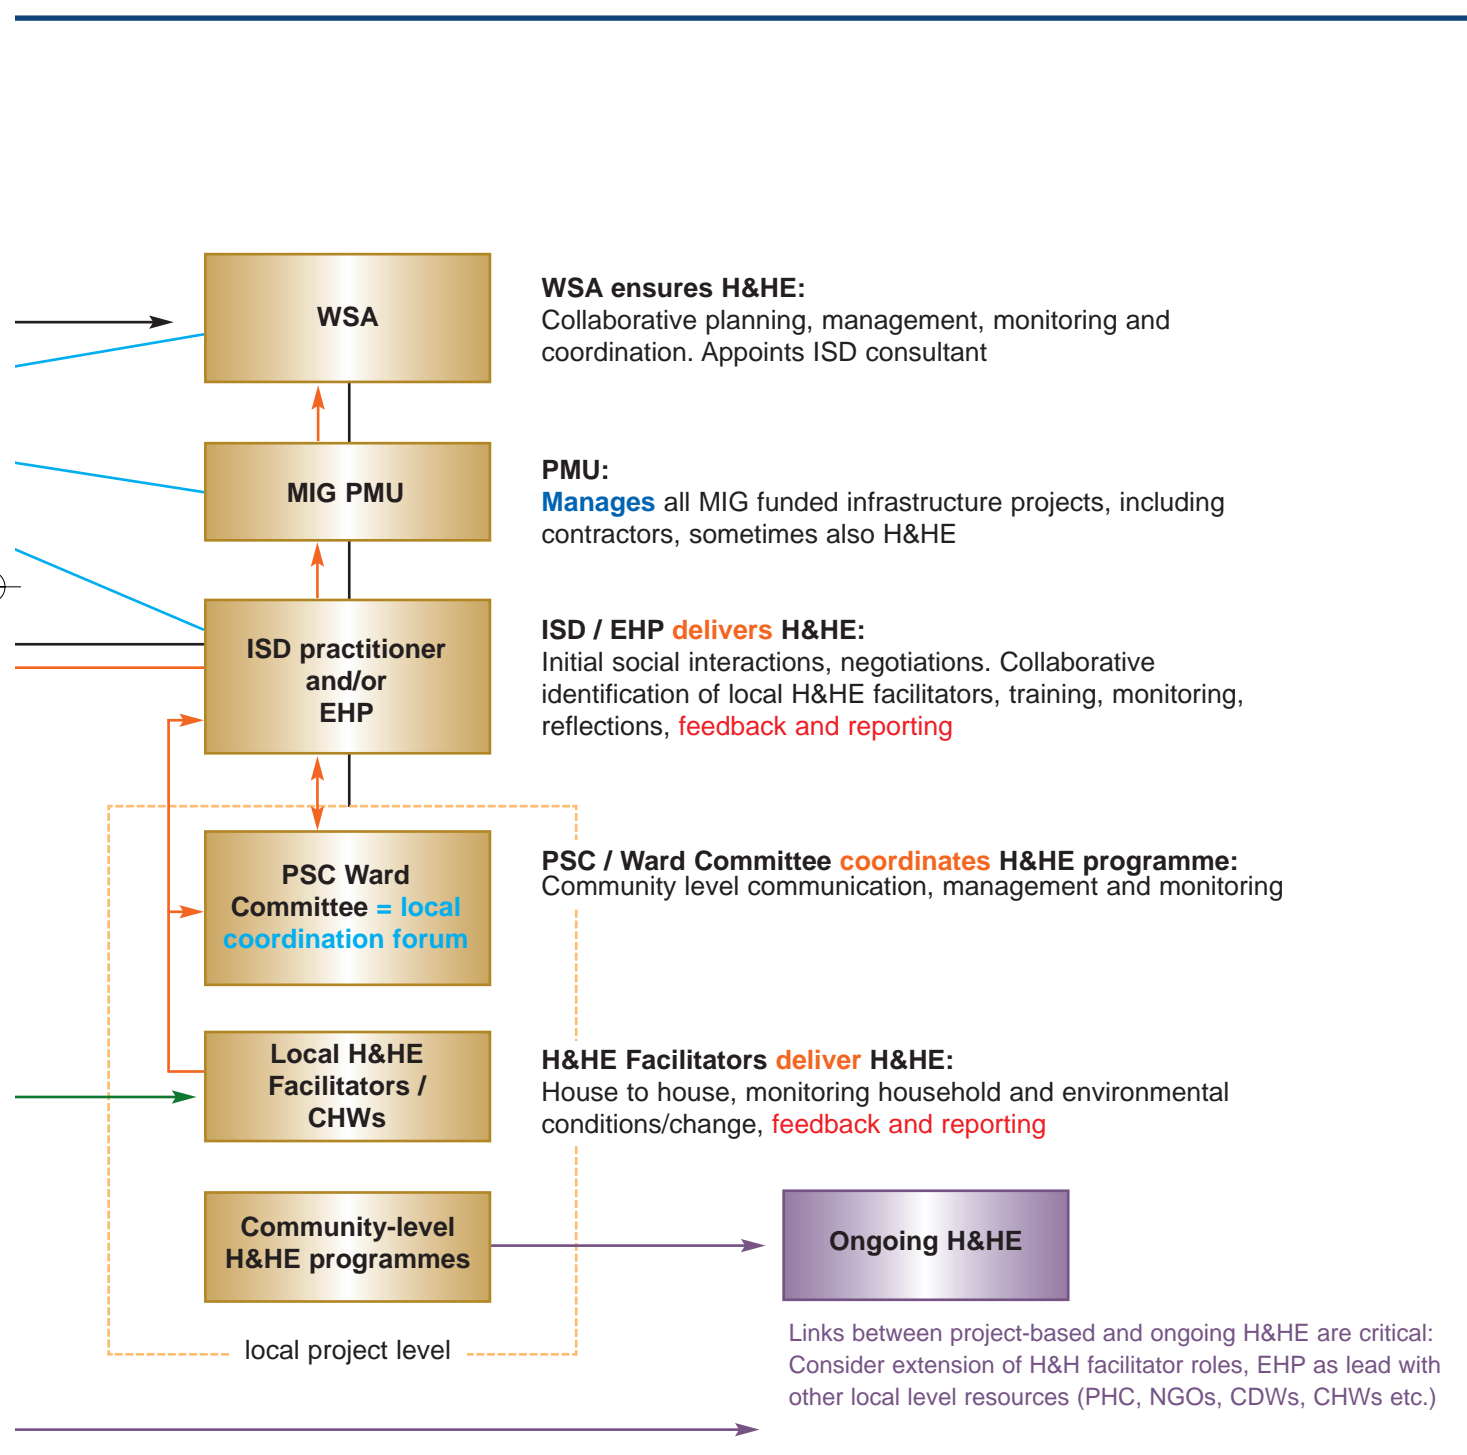 WSA
WSA ensures H&HE:
Collaborative planning, management, monitoring and
coordination. Appoints ISD consultant
MIG PMU
PMU:
Manages all MIG funded infrastructure projects, including
contractors, sometimes also H&HE
ISD practitioner
and/or
EHP
ISD / EHP delivers H&HE:
Initial social interactions, negotiations. Collaborative
identification of local H&HE facilitators, training, monitoring,
reflections, feedback and reporting
PSC Ward
Committee = local
coordination forum
PSC / Ward Committee coordinates H&HE programme:
Community level communication, management and monitoring
Local H&HE
Facilitators /
CHWs
H&HE Facilitators deliver H&HE:
House to house, monitoring household and environmental
conditions/change, feedback and reporting
Community-level
H&HE programmes
Ongoing H&HE
local project level
Links between project-based and ongoing H&HE are critical:
Consider extension of H&H facilitator roles, EHP as lead with
other local level resources (PHC, NGOs, CDWs, CHWs etc.)